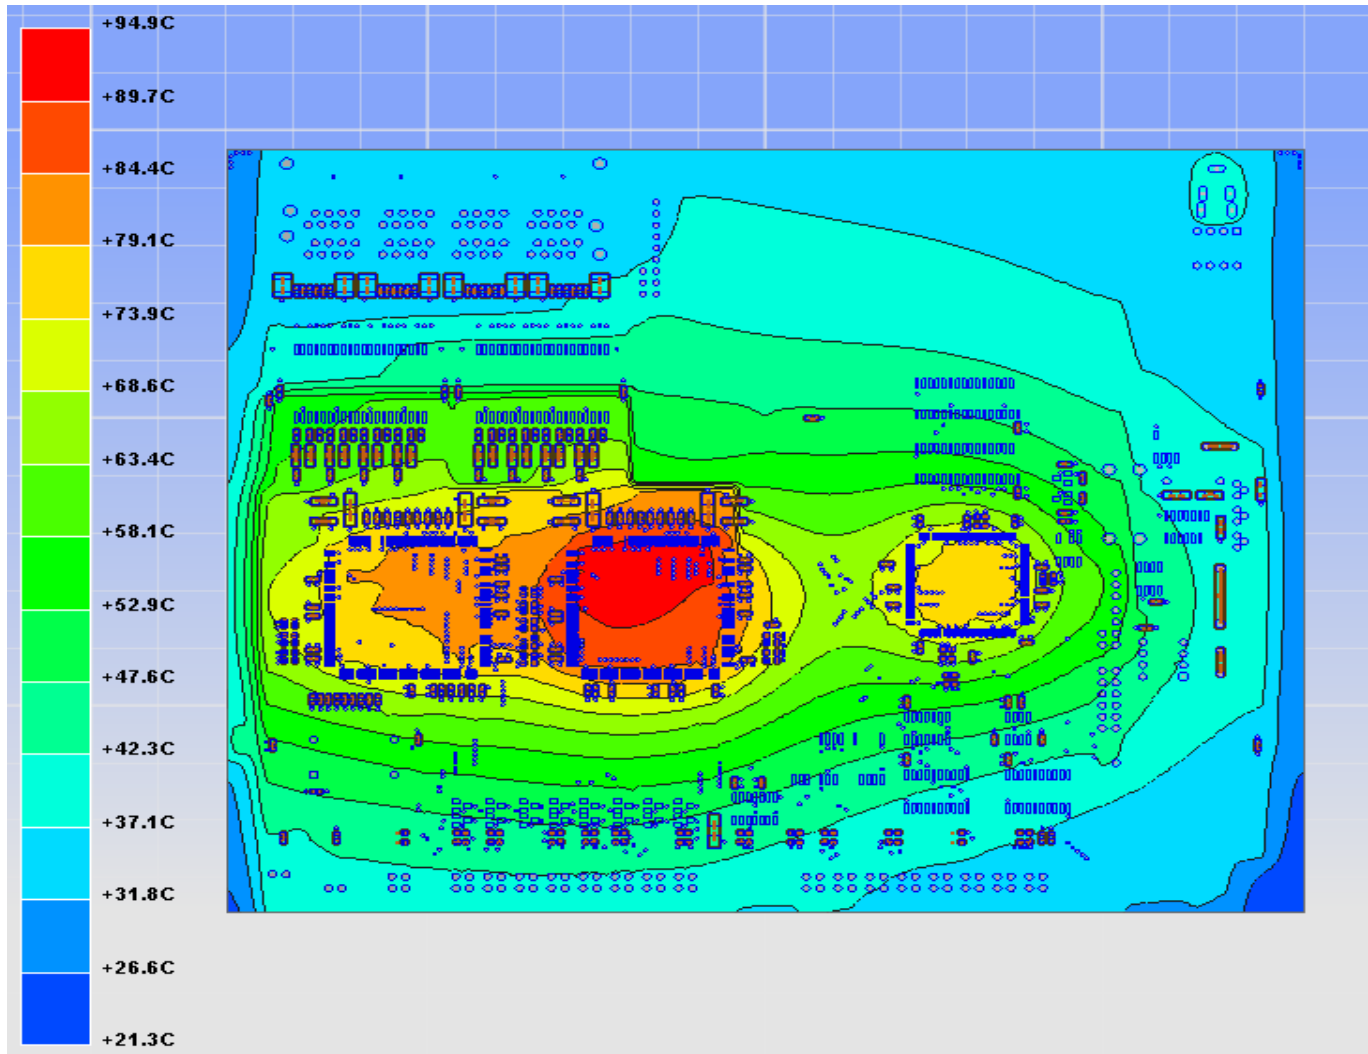 +94.9C
+89.7C
+84.4C
+79.1C
+73.9C
+68.6C
+63.4C
+58.1C
+52.9C
+47.6C
+42.3C
+37.1C
+31.8C
+26.6C
+21.3C